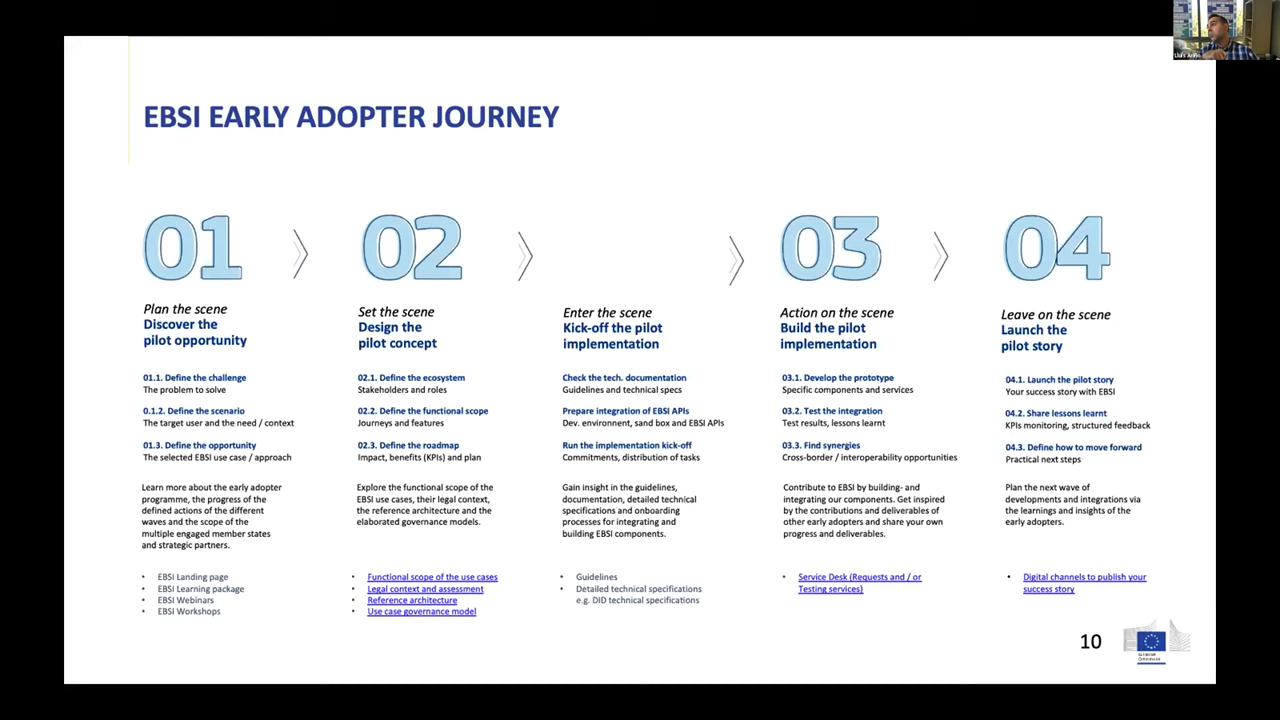 EBSI EARLY ADOPTER JOURNEY
01
Plan the scene
Discover the
pilot opportunity
01.1. Define the challenge
The problem to solve
0.1.2. Define the scenario
The target user and the need / context
01.3. Define the opportunity
The selected EBSI use case / approach
Learn more about the early adopter
programme, the progress of the
defined actions of the different
waves and the scope of the
multiple engaged member states
and strategic partners.
• EBSI Landing page
• EBSI Learning package
• EBSI Webinars
• EBSI Workshops
02
Set the scene
Design the
pilot concept
02.1. Define the ecosystem
Stakeholders and roles
02.2. Define the functional scope
Journeys and features
02.3. Define the roadmap
Impact, benefits (KPIs) and plan
Explore the functional scope of the
EBSI use cases, their legal context,
the reference architecture and the
elaborated governance models.
• Functional scope of the use cases
• Legal context and assessment
• Reference architecture
• Use case governance model
Enter the scene
Kick-off the pilot
implementation
Check the tech. documentation
Guidelines and technical specs
Prepare integration of EBSI APIs
Dev. environment, sand box and EBSI APIs
Run the implementation kick-off
Commitments, distribution of tasks
Gain insight in the guidelines,
documentation, detailed technical
specifications and onboarding
processes for integrating and
building EBSI components.
• Guidelines
• Detailed technical specifications
e.g. DID technical specifications
03
Action on the scene
Build the pilot
implementation
03.1. Develop the prototype
Specific components and services
03.2. Test the integration
Test results, lessons learnt
03.3. Find synergies
Cross-border / interoperability opportunities
Contribute to EBSI by building- and
integrating our components. Get inspired
by the contributions and deliverables of
other early adopters and share your own
progress and deliverables.
• Service Desk (Requests and / or
Testing services)
04
Leave on the scene
Launch the
pilot story
04.1. Launch the pilot story
Your success story with EBSI
04.2. Share lessons learnt
KPIs monitoring, structured feedback
04.3. Define how to move forward
Practical next steps
Plan the next wave of
developments and integrations via
the learnings and insights of the
early adopters.
• Digital channels to publish your
success story
10